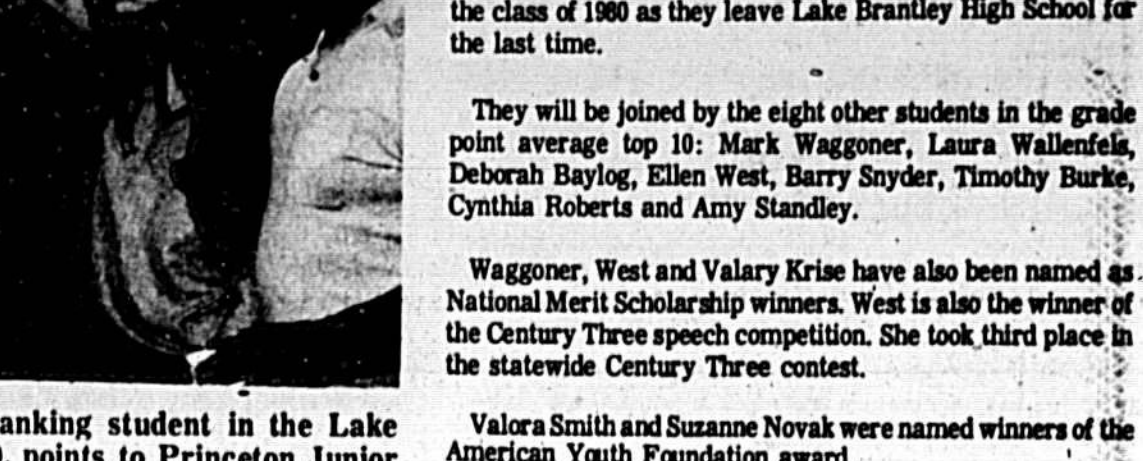 the class of 1980 as they leave Lake Brantley High School for
the last time.
They will be joined by the eight other students in the grade
point average top 10: Mark Waggoner, Laura Wallenfels,
Deborah Baylog, Ellen West, Barry Snyder, Timothy Burke,
Cynthia Roberts and Amy Standley.
Waggoner, West and Valary Krise have also been named as
National Merit Scholarship winners. West is also the winner of
the Century Three speech competition. She took third place in
the statewide Century Three contest.
Valora Smith and Suzanne Novak were named winners of the
American Youth Foundation award.
anking student in the Lake
points to Princeton Junior